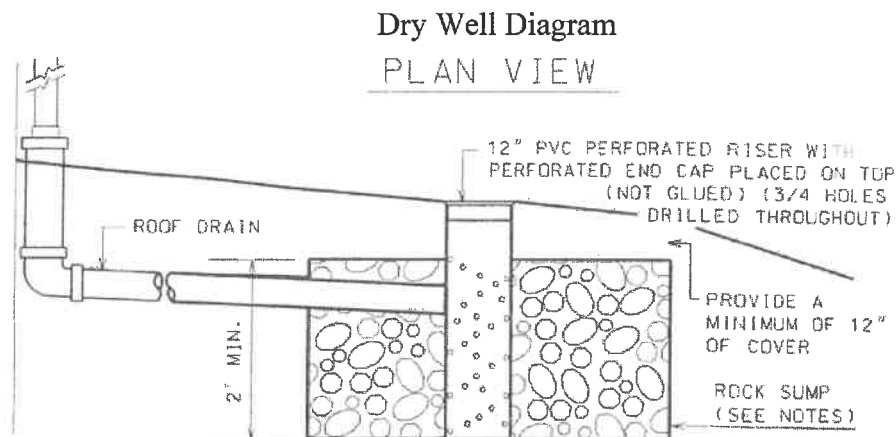 Dry Well Diagram
PLAN VIEW
12" PVC PERFORATED RISER WITH
PERFORATED END CAP PLACED ON TOP
(NOT GLUED) (3/4 HOLES
DRILLED THROUGHOUT)
ROOF DRAIN
PROVIDE A
MINIMUM OF 12"
OF COVER
2' MIN.
ROCK SUMP
(SEE NOTES)